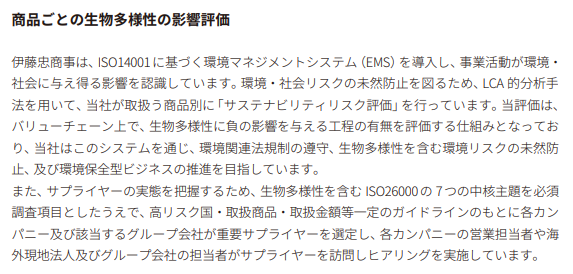 商品ごとの生物多様性の影響評価
伊藤忠商事は、ISO14001に基づく環境マネジメントシステム（EMS）を導入し、事業活動が環境・
社会に与え得る影響を認識しています。環境・社会リスクの未然防止を図るため、LCA的分析手
法を用いて、当社が取扱う商品別に「サステナビリティリスク評価」を行っています。当評価は、
バリューチェーン上で、生物多様性に負の影響を与える工程の有無を評価する仕組みとなってお
り、当社はこのシステムを通じ、環境関連法規制の遵守、生物多様性を含む環境リスクの未然防
止、及び環境保全型ビジネスの推進を目指しています。
また、サプライヤーの実態を把握するため、生物多様性を含むISO26000の７つの中核主題を必須
調査項目としたうえで、高リスク国・取扱商品・取扱金額等一定のガイドラインのもとに各カン
パニー及び該当するグループ会社が重要サプライヤーを選定し、各カンパニーの営業担当者や海
外現地法人及びグループ会社の担当者がサプライヤーを訪問しヒアリングを実施しています。